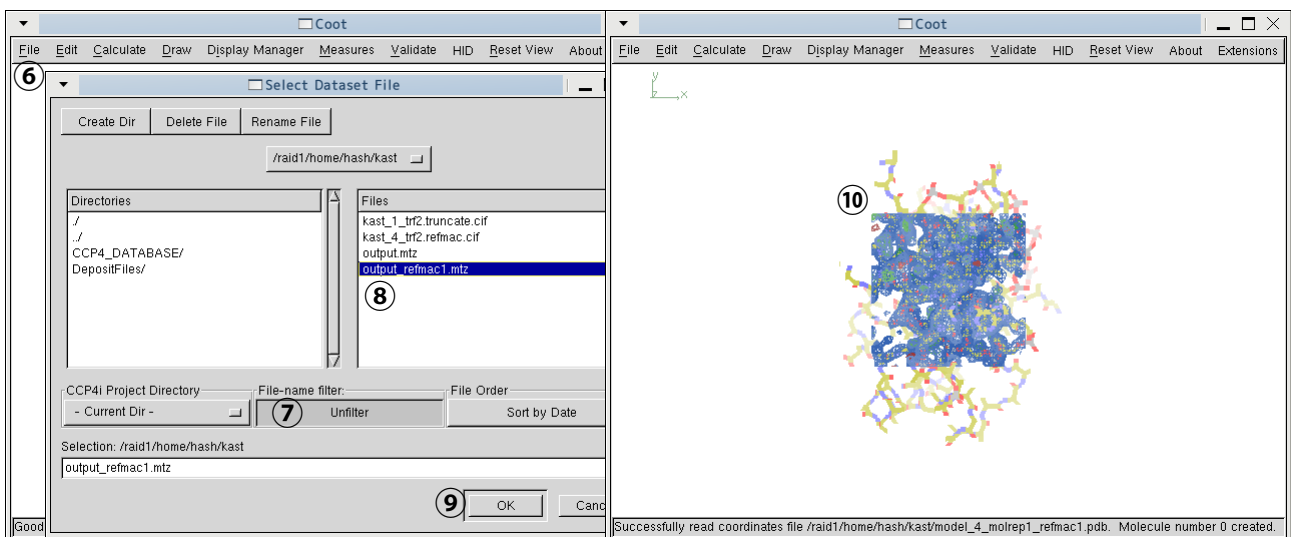 Coot
File Edit Calculate Draw Display Manager Measures Validate HID Reset View About
⑥
Select Dataset File
Create Dir Delete File Rename File
/raid1/home/hash/kast
Directories
./
../
CCP4_DATABASE/
DepositFiles/
Files
kast_1_trf2.truncate.cif
kast_4_trf2.refmac.cif
output.mtz
output_refmac1.mtz
⑧
CCP4i Project Directory File-name filter: File Order
- Current Dir - ⑦ Unfilter Sort by Date
Selection: /raid1/home/hash/kast
output_refmac1.mtz
⑨ OK Canc
Good
Coot
File Edit Calculate Draw Display Manager Measures Validate HID Reset View About Extensions
y
z x
⑩
Successfully read coordinates file /raid1/home/hash/kast/model_4_molrep1_refmac1.pdb. Molecule number 0 created.